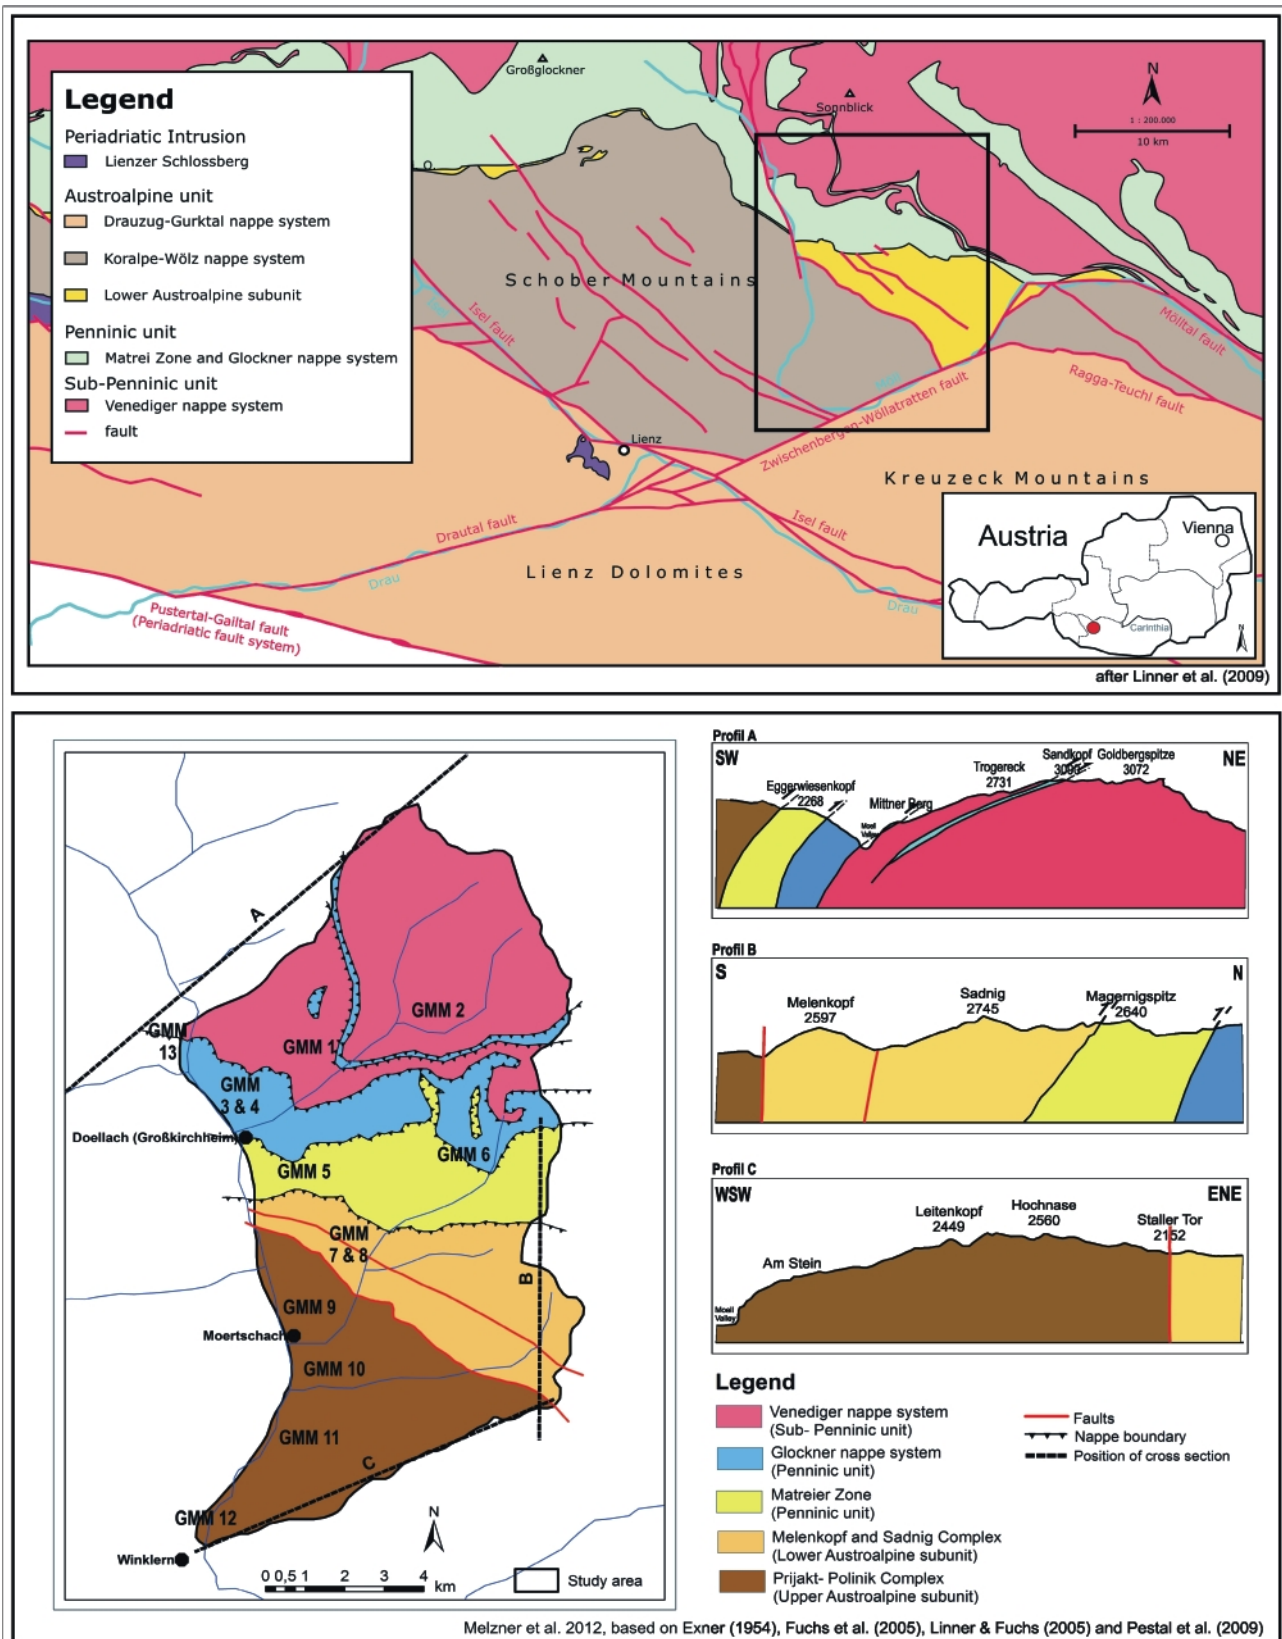 Großglockner
Sonnblick
N
1 : 200.000
10 km
Legend
Periadriatic Intrusion
Lienzer Schlossberg
Austroalpine unit
Drauzug-Gurktal nappe system
Koralpe-Wölz nappe system
Lower Austroalpine subunit
Penninic unit
Matrei Zone and Glockner nappe system
Sub-Penninic unit
Venediger nappe system
fault
Schober Mountains
Isel
Isel fault
Möll
Mölltal fault
Ragga-Teuchl fault
Zwischenbergen-Wöllatratten fault
Lienz
Kreuzeck Mountains
Drautal fault
Isel fault
Drau
Lienz Dolomites
Drau
Pustertal-Gailtal fault
(Periadriatic fault system)
Austria
Vienna
Carinthia
N
after Linner et al. (2009)
A
GMM 2
GMM
13
GMM 1
GMM
3 & 4
Doellach (Großkirchheim)
GMM 6
GMM 5
GMM
7 & 8
B
GMM 9
Moertschach
GMM 10
GMM 11
C
GMM 12
Winklern
N
0 0,5 1 2 3 4
km
Study area
Profil A
SW
NE
Eggerwiesenkopf
2268
Mittner Berg
Moell
Valley
Trogereck
2731
Sandkopf
3090
Goldbergspitze
3072
Profil B
S
N
Melenkopf
2597
Sadnig
2745
Magernigspitz
2640
Profil C
WSW
ENE
Moell
Valley
Am Stein
Leitenkopf
2449
Hochnase
2560
Staller Tor
2152
Legend
Venediger nappe system
(Sub- Penninic unit)
Glockner nappe system
(Penninic unit)
Matreier Zone
(Penninic unit)
Melenkopf and Sadnig Complex
(Lower Austroalpine subunit)
Prijakt- Polinik Complex
(Upper Austroalpine subunit)
Faults
Nappe boundary
Position of cross section
Melzner et al. 2012, based on Exner (1954), Fuchs et al. (2005), Linner & Fuchs (2005) and Pestal et al. (2009)